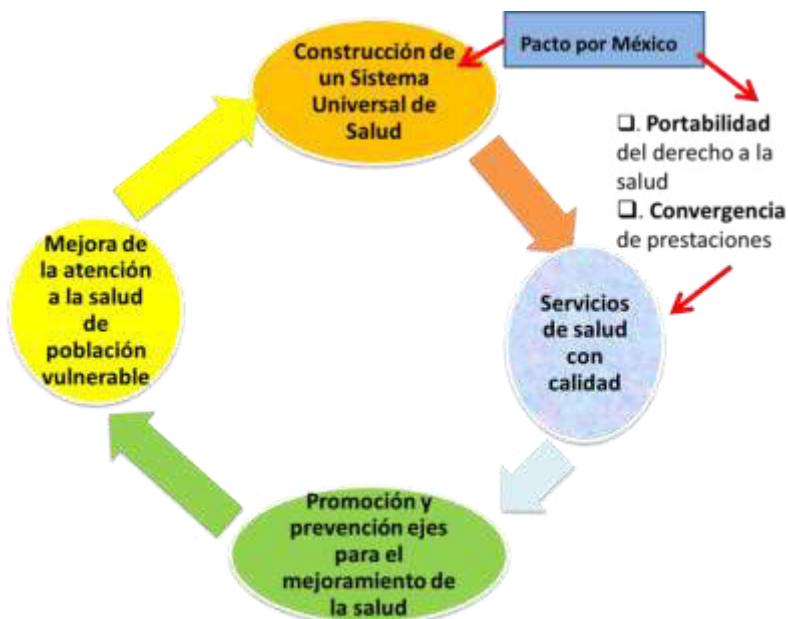 Construcción de
un Sistema
Universal de
Salud
Pacto por México
❑. Portabilidad
del derecho a la
salud
❑. Convergencia
de prestaciones
Servicios
de salud
con
calidad
Promoción y
prevención ejes
para el
mejoramiento de
la salud
Mejora de
la atención
a la salud
de
población
vulnerable